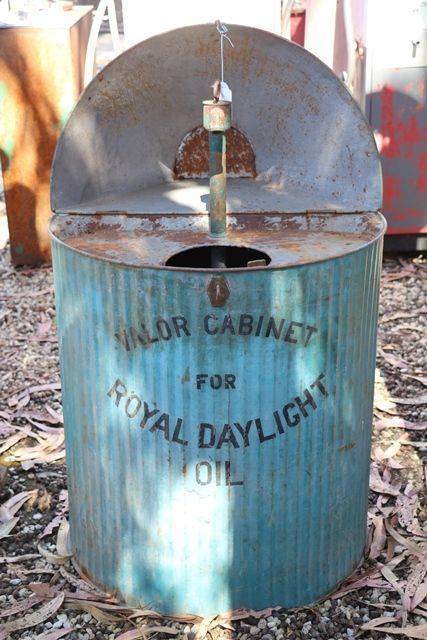 VALOR CABINET
FOR
ROYAL DAYLIGHT
OIL